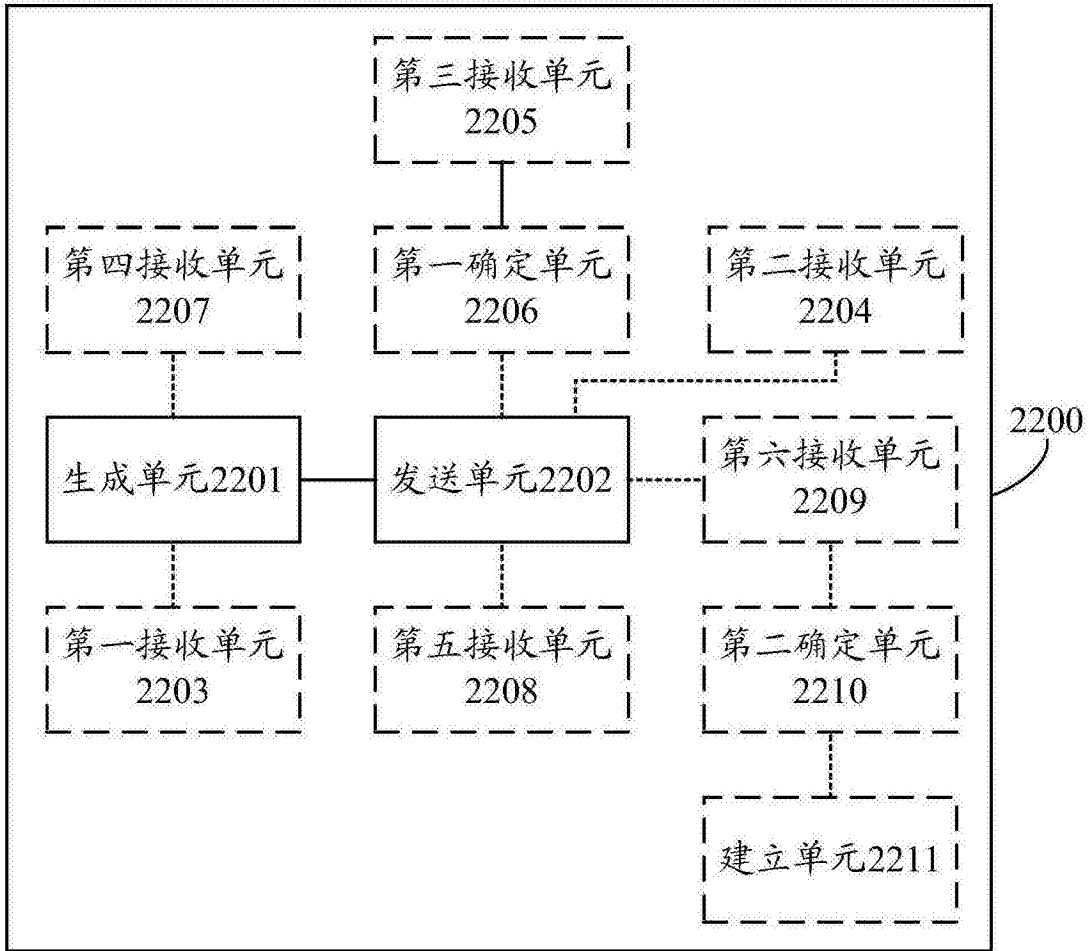 第三接收单元
2205
第四接收单元
2207
第一确定单元
2206
第二接收单元
2204
2200
生成单元2201
发送单元2202
第六接收单元
2209
第一接收单元
2203
第五接收单元
2208
第二确定单元
2210
建立单元2211